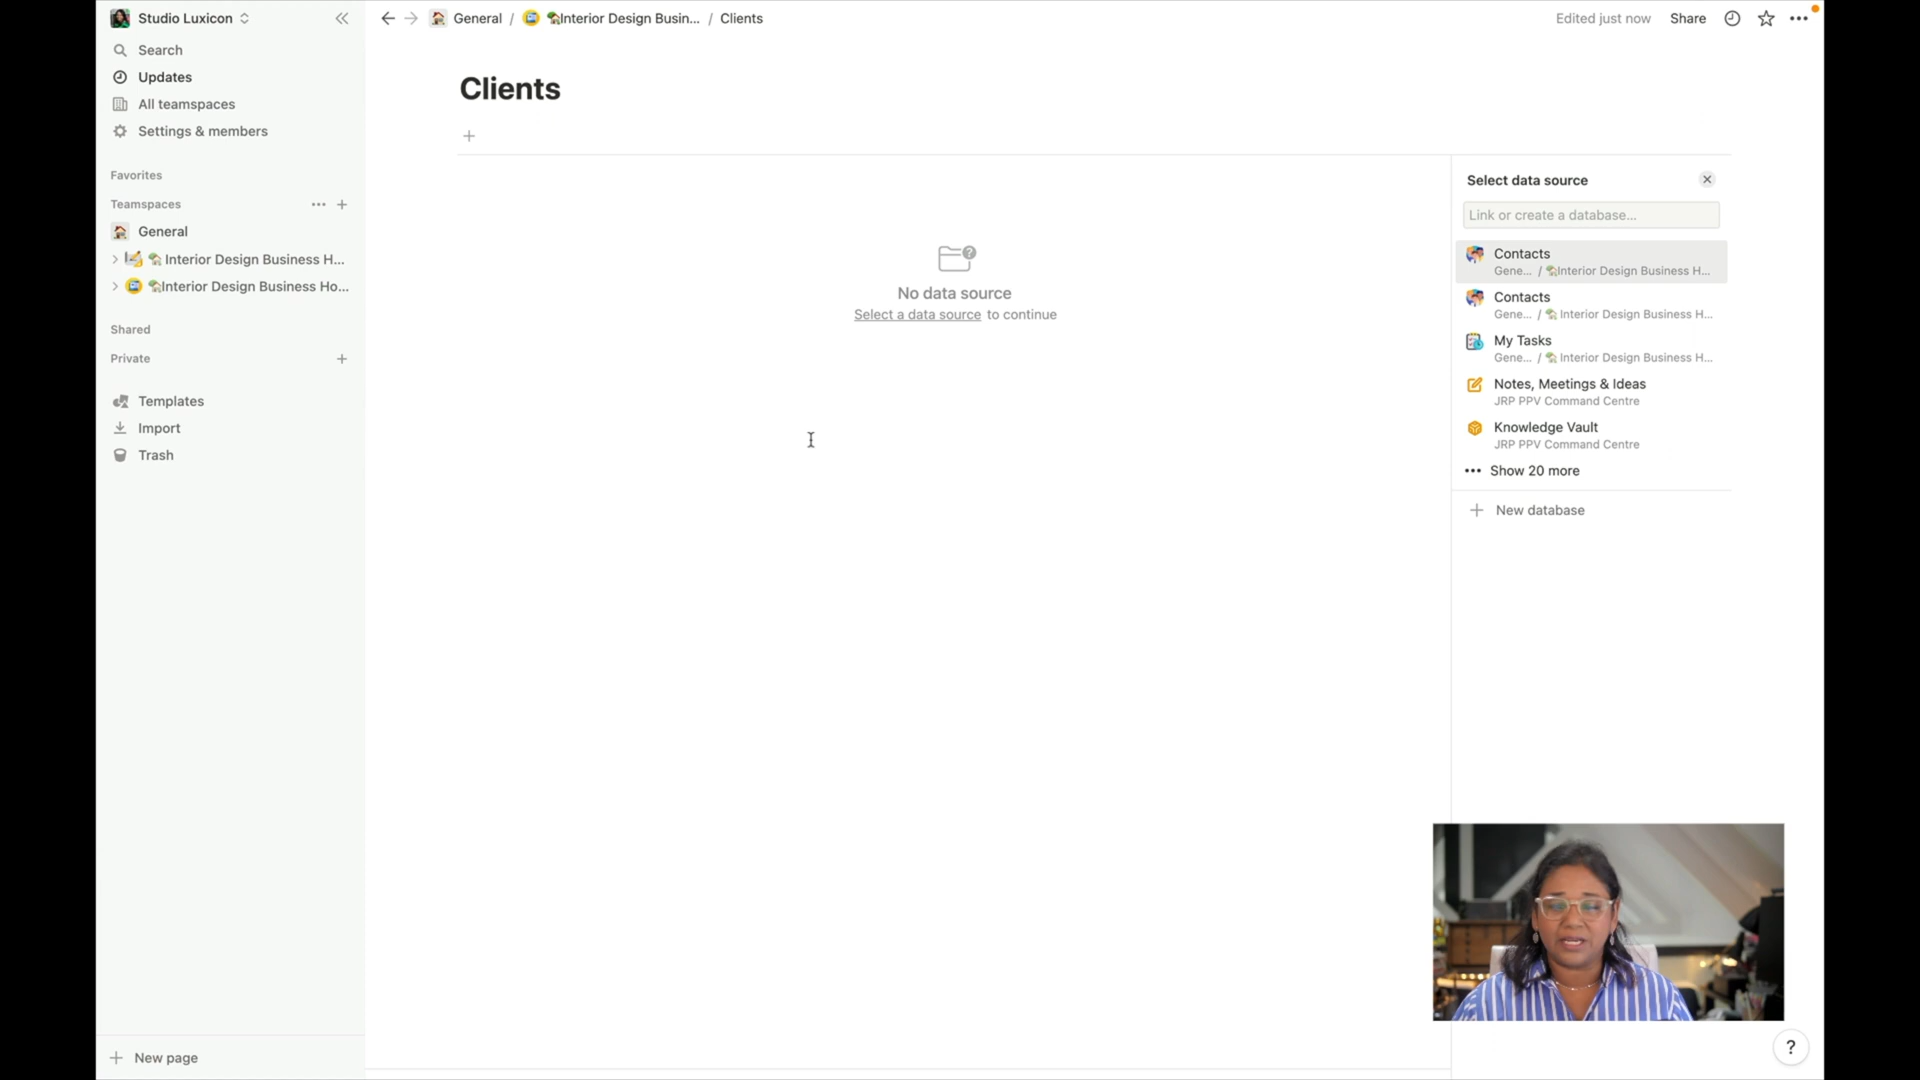 Studio Luxicon
Search
Updates
All teamspaces
Settings & members
Favorites
Teamspaces
General
Interior Design Business H...
Interior Design Business Ho...
Shared
Private
Templates
Import
Trash
New page
General / Interior Design Busin... / Clients
Edited just now
Share
Clients
No data source
Select a data source to continue
Select data source
Link or create a database...
Contacts
Gene... / Interior Design Business H...
Contacts
Gene... / Interior Design Business H...
My Tasks
Gene... / Interior Design Business H...
Notes, Meetings & Ideas
JRP PPV Command Centre
Knowledge Vault
JRP PPV Command Centre
Show 20 more
New database
?